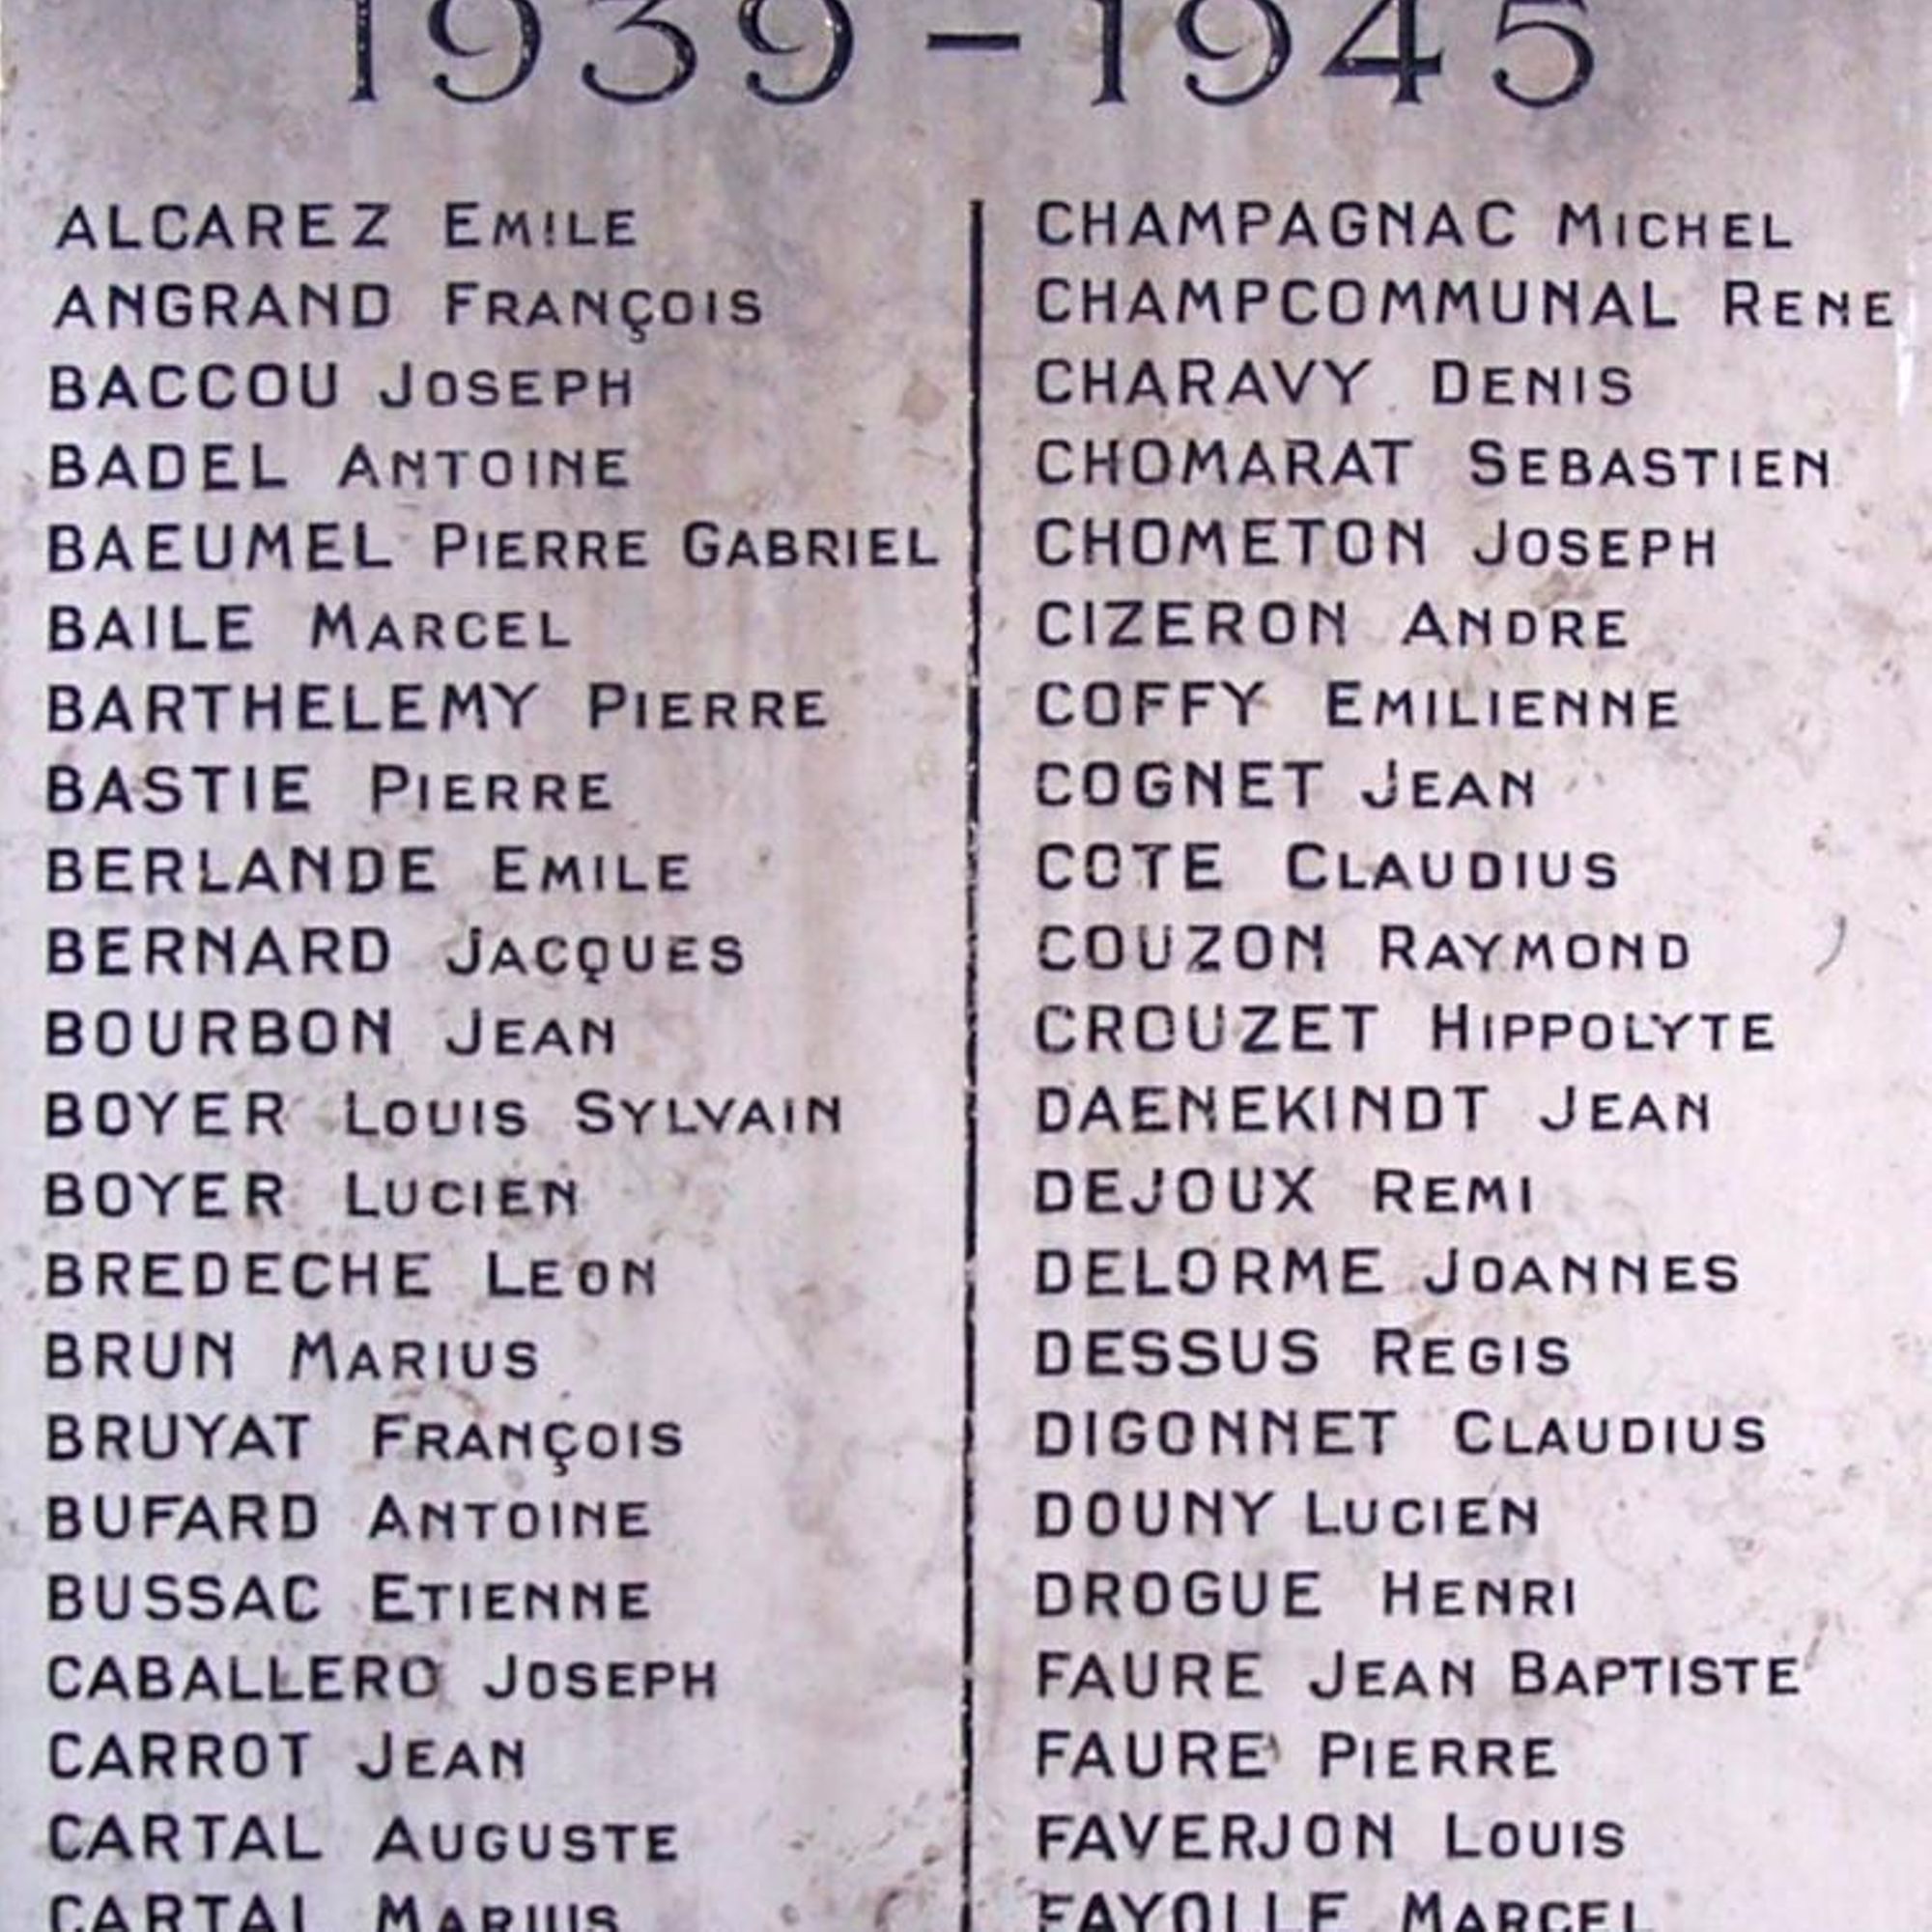 1939-1945
ALCAREZ EMILE
ANGRAND FRANÇOIS
BACCOU JOSEPH
BADEL ANTOINE
BAEUMEL PIERRE GABRIEL
BAILE MARCEL
BARTHELEMY PIERRE
BASTIE PIERRE
BERLANDE EMILE
BERNARD JACQUES
BOURBON JEAN
BOYER LOUIS SYLVAIN
BOYER LUCIEN
BREDECHE LEON
BRUN MARIUS
BRUYAT FRANÇOIS
BUFARD ANTOINE
BUSSAC ETIENNE
CABALLERO JOSEPH
CARROT JEAN
CARTAL AUGUSTE
CARTAL MARIUS
CHAMPAGNAC MICHEL
CHAMPCOMMUNAL RENE
CHARAVY DENIS
CHOMARAT SEBASTIEN
CHOMETON JOSEPH
CIZERON ANDRE
COFFY EMILIENNE
COGNET JEAN
COTE CLAUDIUS
COUZON RAYMOND
CROUZET HIPPOLYTE
DAENEKINDT JEAN
DEJOUX REMI
DELORME JOANNES
DESSUS REGIS
DIGONNET CLAUDIUS
DOUNY LUCIEN
DROGUE HENRI
FAURE JEAN BAPTISTE
FAURE PIERRE
FAVERJON LOUIS
FAYOLLE MARCEL